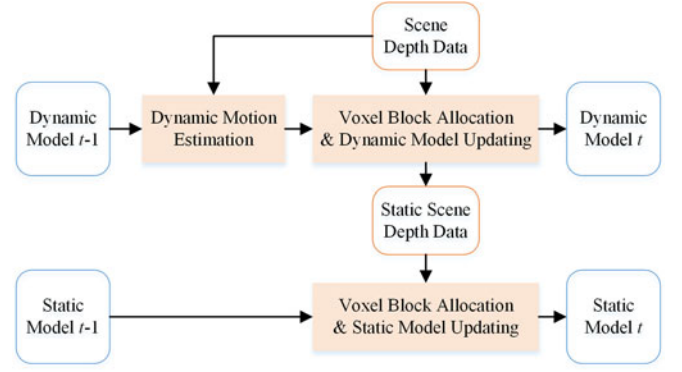 Scene
Depth Data
Dynamic
Model t-1
Dynamic Motion
Estimation
Voxel Block Allocation
& Dynamic Model Updating
Dynamic
Model t
Static Scene
Depth Data
Static
Model t-1
Voxel Block Allocation
& Static Model Updating
Static
Model t